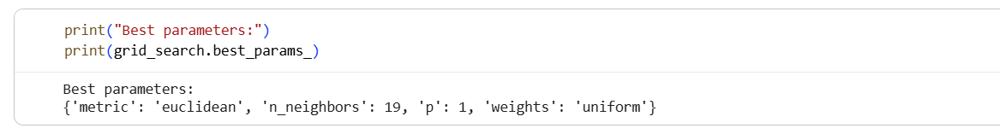 print("Best parameters:")
print(grid_search.best_params_)
Best parameters:
{'metric': 'euclidean', 'n_neighbors': 19, 'p': 1, 'weights': 'uniform'}